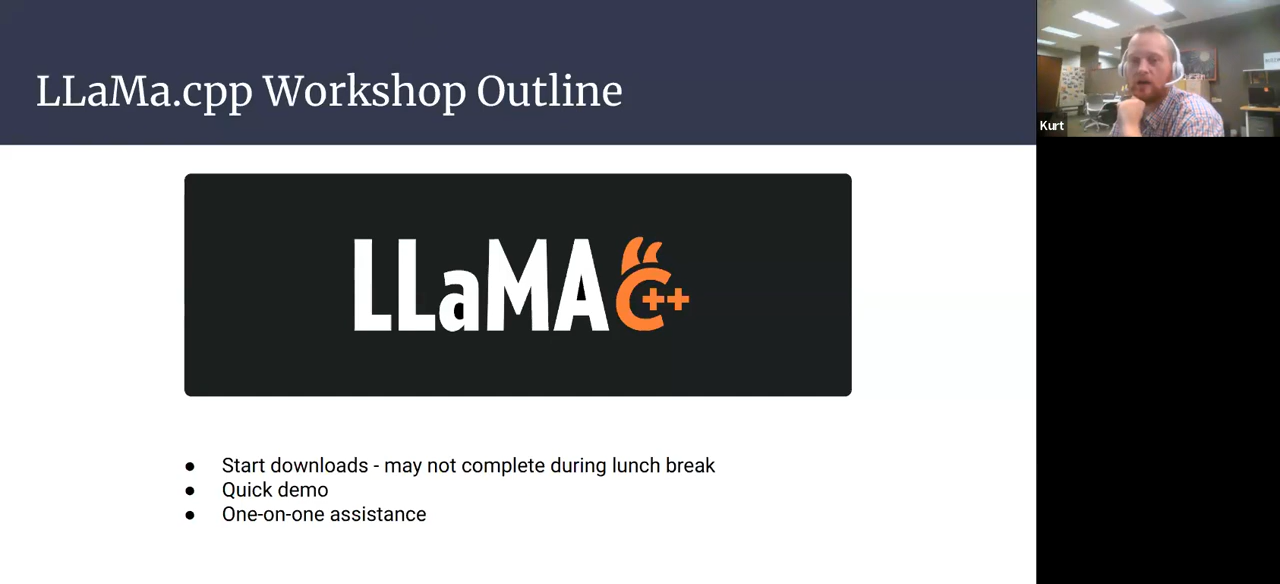 LLaMa.cpp Workshop Outline
Kurt
LLaMA C++
● Start downloads - may not complete during lunch break
● Quick demo
● One-on-one assistance